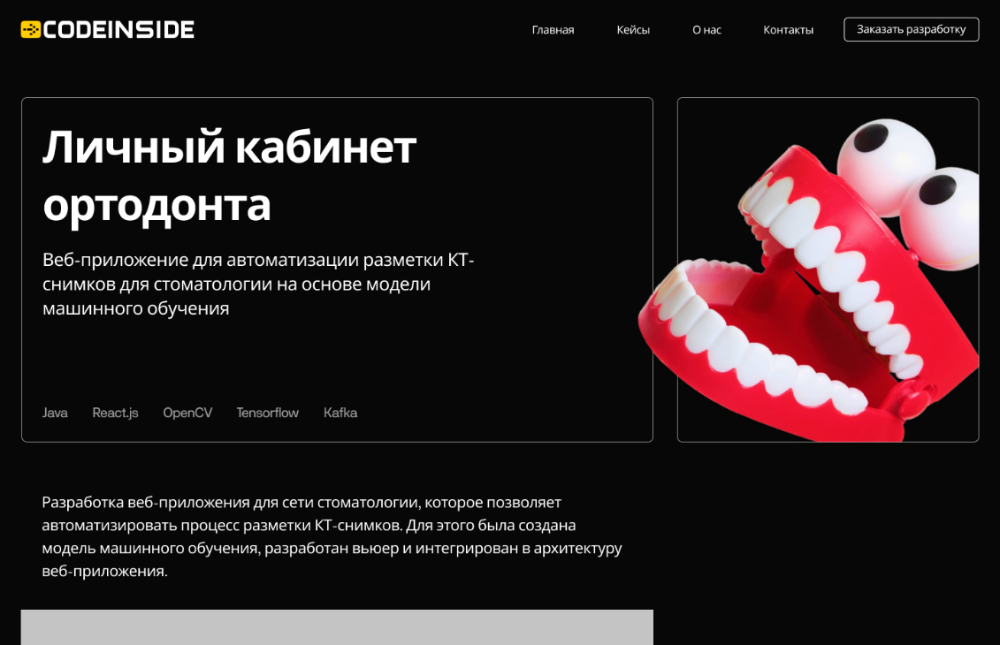 CODEINSIDE
Главная
Кейсы
О нас
Контакты
Заказать разработку
Личный кабинет
ортодонта
Веб-приложение для автоматизации разметки КТ-
снимков для стоматологии на основе модели
машинного обучения
Java
React.js
OpenCV
Tensorflow
Kafka
Разработка веб-приложения для сети стоматологии, которое позволяет
автоматизировать процесс разметки КТ-снимков. Для этого была создана
модель машинного обучения, разработан вьюер и интегрирован в архитектуру
веб-приложения.